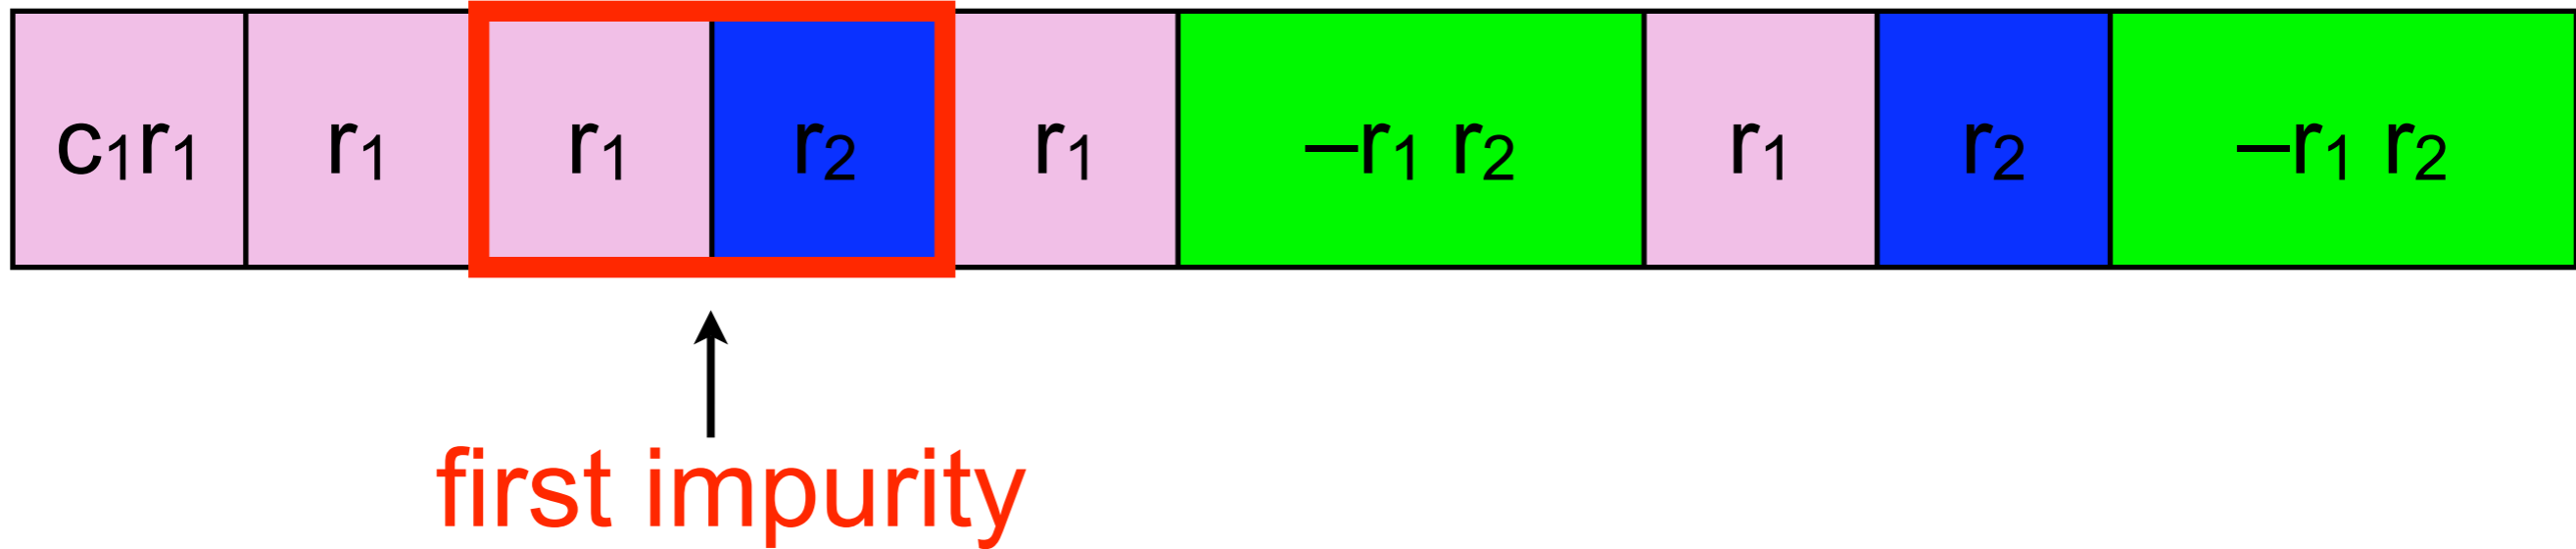 c₁r₁ r₁ r₁ r₂ r₁ –r₁ r₂ r₁ r₂ –r₁ r₂
first impurity